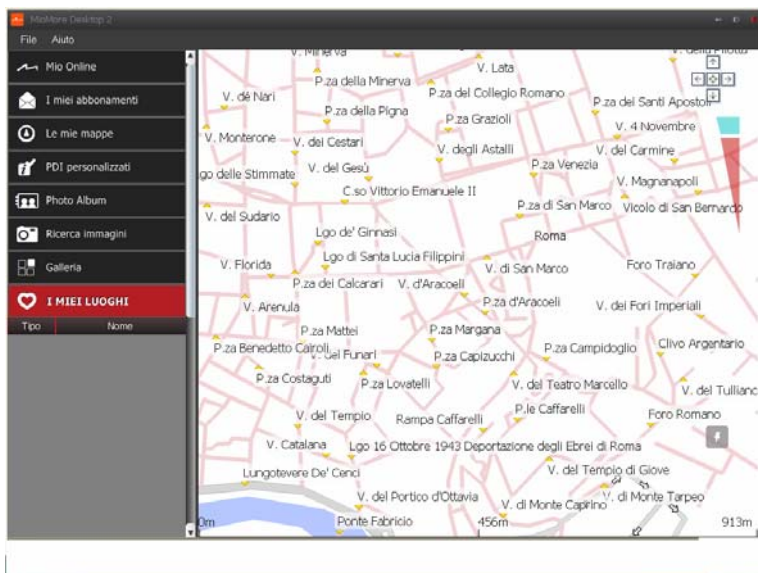 MioMore Desktop 2
File Aiuto
Mio Online
I miei abbonamenti
Le mie mappe
PDI personalizzati
Photo Album
Ricerca immagini
Galleria
I MIEI LUOGHI
Tipo Nome
V. Minerva
V. della Pilotta
V. Lata
P.za della Minerva
V. dé Nari
P.za del Collegio Romano
P.za dei Santi Apostoli
P.za della Pigna
P.za Grazioli
V. 4 Novembre
V. Monterone
V. dei Cestari
V. degli Astalli
V. del Carmine
P.za Venezia
go delle Stimmate
V. del Gesù
V. Magnanapoli
C.so Vittorio Emanuele II
P.za di San Marco
Vicolo di San Bernardo
V. del Sudario
Lgo de' Ginnasi
Roma
Lgo di Santa Lucia Filippini
V. Florida
V. di San Marco
Foro Traiano
P.za dei Calcarari
V. d'Aracoeli
P.za d'Aracoeli
V. dei Fori Imperiali
V. Arenula
P.za Mattei
P.za Margana
P.za Benedetto Cairoli
V. dei Funari
P.za Capizucchi
P.za Campidoglio
Clivo Argentario
P.za Costaguti
P.za Lovatelli
V. del Teatro Marcello
V. del Tullianc
V. del Tempio
Rampa Caffarelli
P.le Caffarelli
Foro Romano
V. Catalana
Lgo 16 Ottobre 1943 Deportazione degli Ebrei di Roma
Lungotevere De' Cenci
V. del Tempio di Giove
V. del Portico d'Ottavia
V. di Monte Caprino
V. di Monte Tarpeo
0m
Ponte Fabricio
456m
913m